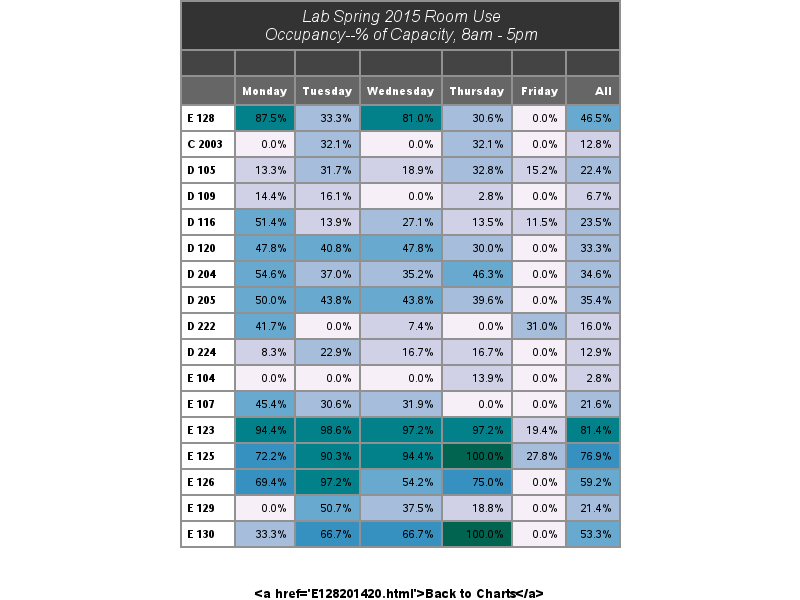 Lab Spring 2015 Room Use
Occupancy--% of Capacity, 8am - 5pm
Monday Tuesday Wednesday Thursday Friday All
E 128 87.5% 33.3% 81.0% 30.6% 0.0% 46.5%
C 2003 0.0% 32.1% 0.0% 32.1% 0.0% 12.8%
D 105 13.3% 31.7% 18.9% 32.8% 15.2% 22.4%
D 109 14.4% 16.1% 0.0% 2.8% 0.0% 6.7%
D 116 51.4% 13.9% 27.1% 13.5% 11.5% 23.5%
D 120 47.8% 40.8% 47.8% 30.0% 0.0% 33.3%
D 204 54.6% 37.0% 35.2% 46.3% 0.0% 34.6%
D 205 50.0% 43.8% 43.8% 39.6% 0.0% 35.4%
D 222 41.7% 0.0% 7.4% 0.0% 31.0% 16.0%
D 224 8.3% 22.9% 16.7% 16.7% 0.0% 12.9%
E 104 0.0% 0.0% 0.0% 13.9% 0.0% 2.8%
E 107 45.4% 30.6% 31.9% 0.0% 0.0% 21.6%
E 123 94.4% 98.6% 97.2% 97.2% 19.4% 81.4%
E 125 72.2% 90.3% 94.4% 100.0% 27.8% 76.9%
E 126 69.4% 97.2% 54.2% 75.0% 0.0% 59.2%
E 129 0.0% 50.7% 37.5% 18.8% 0.0% 21.4%
E 130 33.3% 66.7% 66.7% 100.0% 0.0% 53.3%
<a href='E128201420.html'>Back to Charts</a>